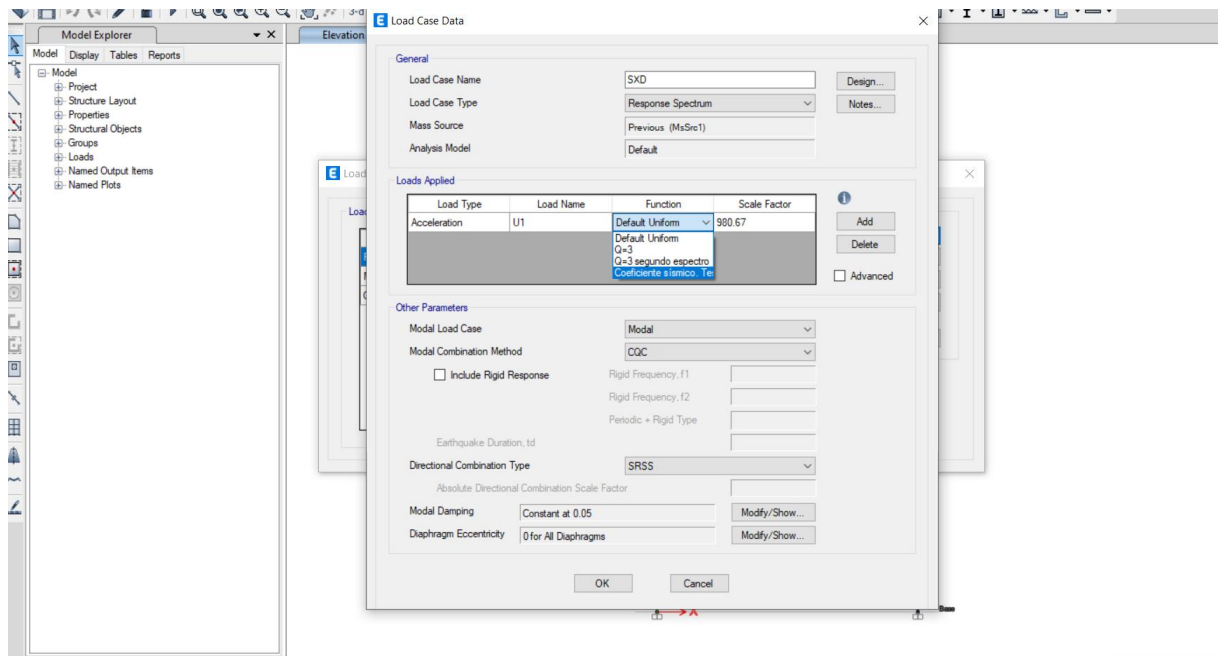 3-d
Model Explorer
Elevation
Model Display Tables Reports
Model
Project
Structure Layout
Properties
Structural Objects
Groups
Loads
Named Output Items
Named Plots
E Load
Load
E Load Case Data
General
Load Case Name SXD Design...
Load Case Type Response Spectrum Notes...
Mass Source Previous (MsSrc1)
Analysis Model Default
Loads Applied
Load Type Load Name Function Scale Factor
Acceleration U1 Default Uniform 980.67 Add
Default Uniform
Q=3
Q=3 segundo espectro
Coeficiente sísmico. Te
Delete
Advanced
Other Parameters
Modal Load Case Modal
Modal Combination Method CQC
Include Rigid Response Rigid Frequency, f1
Rigid Frequency, f2
Periodic + Rigid Type
Earthquake Duration, td
Directional Combination Type SRSS
Absolute Directional Combination Scale Factor
Modal Damping Constant at 0.05 Modify/Show...
Diaphragm Eccentricity 0 for All Diaphragms Modify/Show...
OK Cancel
X
Base